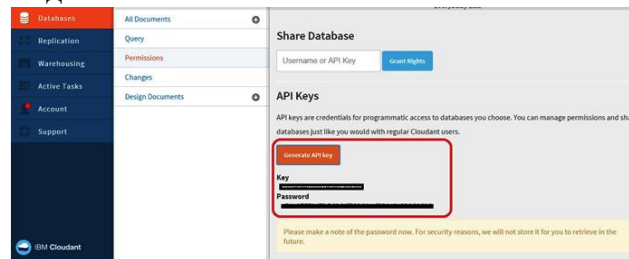 Databases
Replication
Warehousing
Active Tasks
Account
Support
IBM Cloudant
All Documents
Query
Permissions
Changes
Design Documents
Share Database
Username or API Key
Grant Rights
API Keys
API keys are credentials for programmatic access to databases you choose. You can manage permissions and sha
databases just like you would with regular Cloudant users.
Generate API key
Key
Password
Please make a note of the password now. For security reasons, we will not store it for you to retrieve in the
future.